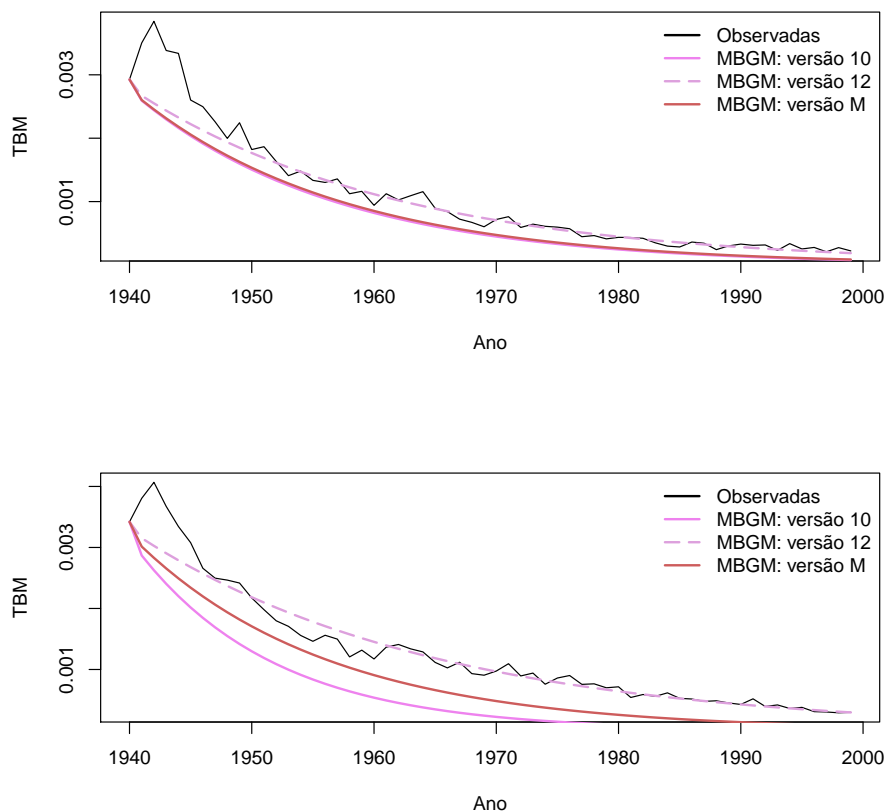 TBM
0.003
0.001
Observadas
MBGM: versão 10
MBGM: versão 12
MBGM: versão M
1940 1950 1960 1970 1980 1990 2000
Ano
TBM
0.003
0.001
Observadas
MBGM: versão 10
MBGM: versão 12
MBGM: versão M
1940 1950 1960 1970 1980 1990 2000
Ano